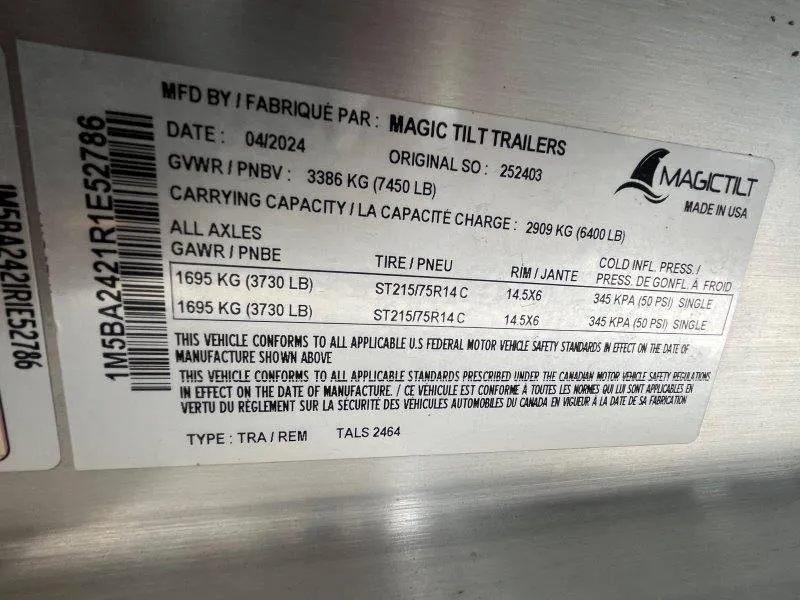 1M5BA2421R1E52786
1M5BA2421R1E52786
MFD BY / FABRIQUÉ PAR : MAGIC TILT TRAILERS
DATE : 04/2024 ORIGINAL SO : 252403
GVWR / PNBV : 3386 KG (7450 LB)
CARRYING CAPACITY / LA CAPACITÉ CHARGE : 2909 KG (6400 LB)
MAGICTILT
MADE IN USA
ALL AXLES
GAWR / PNBE TIRE / PNEU RIM / JANTE COLD INFL. PRESS. /
PRESS. DE GONFL. À FROID
1695 KG (3730 LB) ST215/75R14 C 14.5X6 345 KPA (50 PSI) SINGLE
1695 KG (3730 LB) ST215/75R14 C 14.5X6 345 KPA (50 PSI) SINGLE
THIS VEHICLE CONFORMS TO ALL APPLICABLE U.S FEDERAL MOTOR VEHICLE SAFETY STANDARDS IN EFFECT ON THE DATE OF
MANUFACTURE SHOWN ABOVE
THIS VEHICLE CONFORMS TO ALL APPLICABLE STANDARDS PRESCRIBED UNDER THE CANADIAN MOTOR VEHICLE SAFETY REGULATIONS
IN EFFECT ON THE DATE OF MANUFACTURE. / CE VEHICULE EST CONFORME À TOUTES LES NORMES QUI LUI SONT APPLICABLES EN
VERTU DU RÈGLEMENT SUR LA SÉCURITÉ DES VÉHICULES AUTOMOBILES DU CANADA EN VIGUEUR À LA DATE DE SA FABRICATION
TYPE : TRA / REM TALS 2464